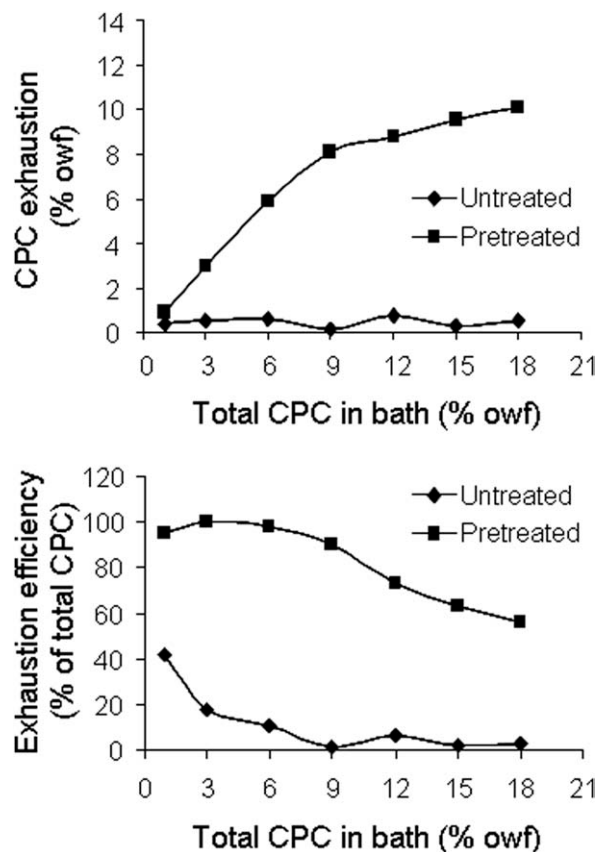 14
12
10
8
6
4
2
0
CPC exhaustion
(% owf)
Untreated
Pretreated
0 3 6 9 12 15 18 21
Total CPC in bath (% owf)
120
100
80
60
40
20
0
Exhaustion efficiency
(% of total CPC)
Untreated
Pretreated
0 3 6 9 12 15 18 21
Total CPC in bath (% owf)